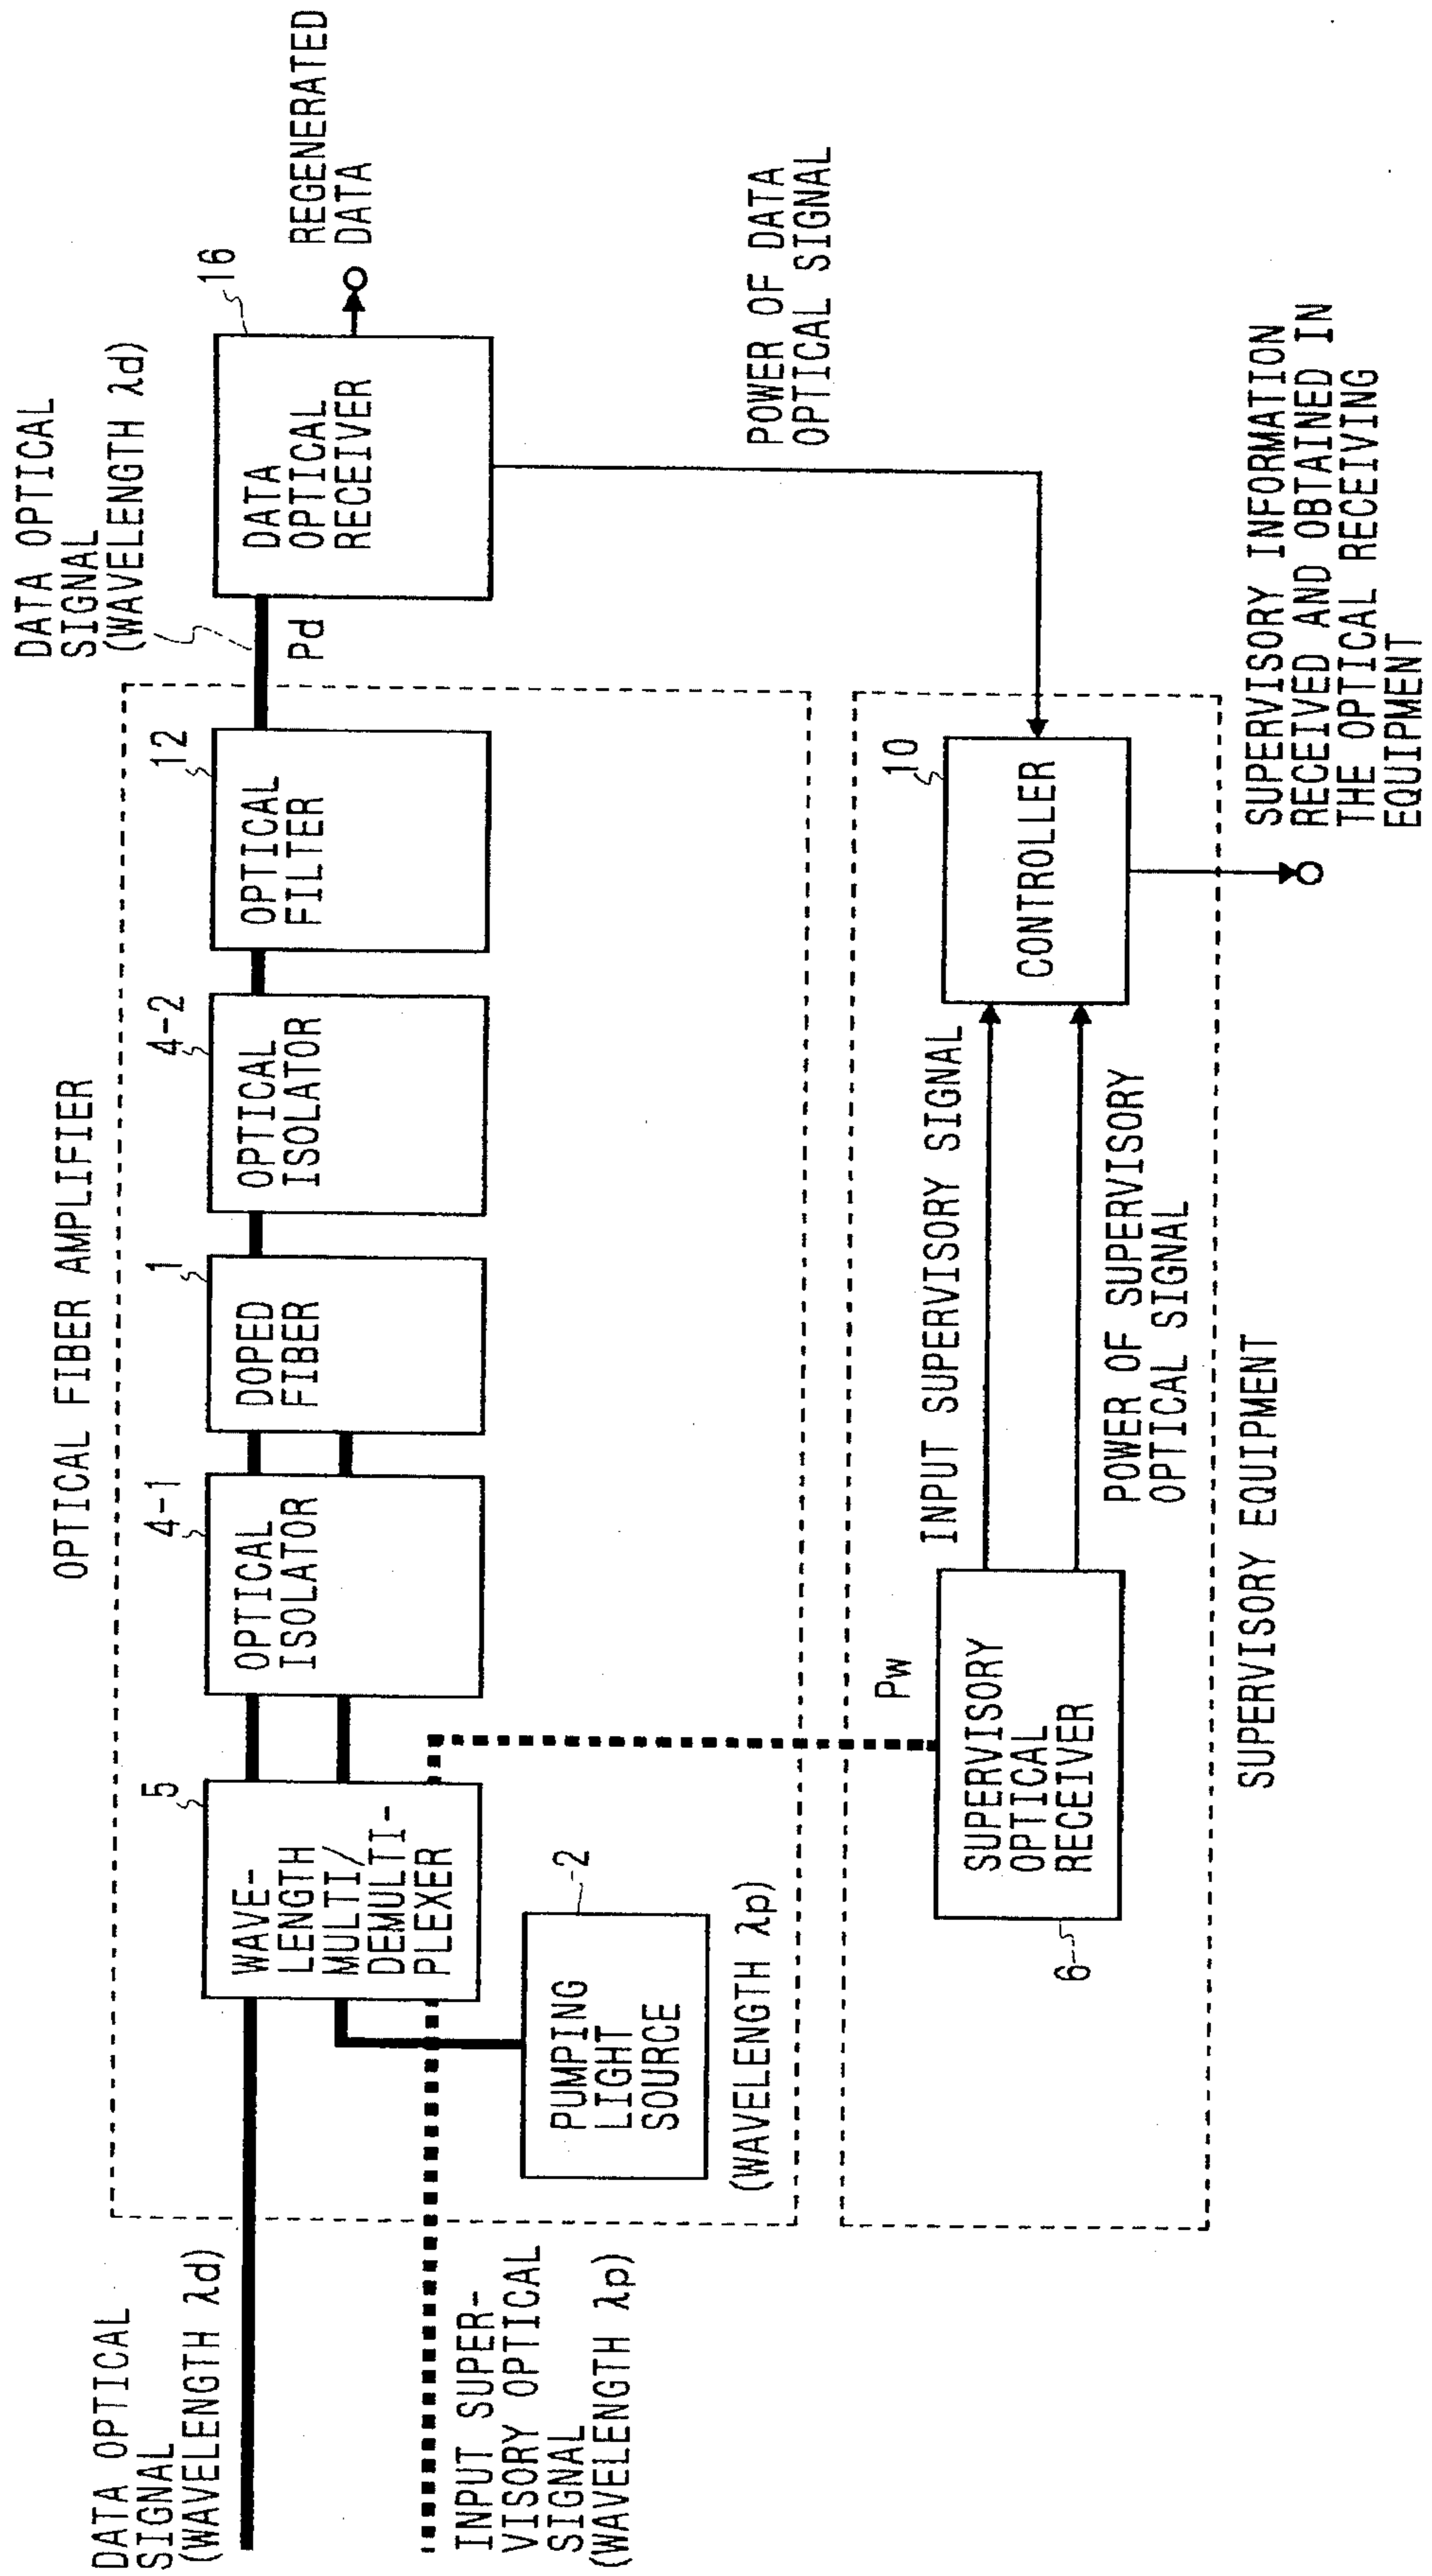 DATA OPTICAL
SIGNAL
(WAVELENGTH λd)
INPUT SUPER-
VISORY OPTICAL
SIGNAL
(WAVELENGTH λp)
OPTICAL FIBER AMPLIFIER
5
WAVE-
LENGTH
MULTI/
DEMULTI-
PLEXER
2
PUMPING
LIGHT
SOURCE
(WAVELENGTH λp)
4-1
OPTICAL
ISOLATOR
1
DOPED
FIBER
4-2
OPTICAL
ISOLATOR
12
OPTICAL
FILTER
DATA OPTICAL
SIGNAL
(WAVELENGTH λd)
Pd
16
DATA
OPTICAL
RECEIVER
REGENERATED
DATA
POWER OF DATA
OPTICAL SIGNAL
Pw
6
SUPERVISORY
OPTICAL
RECEIVER
INPUT SUPERVISORY SIGNAL
POWER OF SUPERVISORY
OPTICAL SIGNAL
10
CONTROLLER
SUPERVISORY EQUIPMENT
SUPERVISORY INFORMATION
RECEIVED AND OBTAINED IN
THE OPTICAL RECEIVING
EQUIPMENT